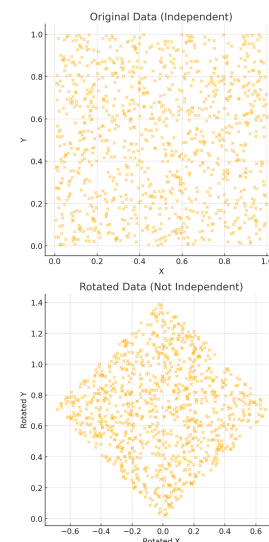 Original Data (Independent)
1.0
0.8
0.6
0.4
0.2
0.0
Y
0.0 0.2 0.4 0.6 0.8 1.0
X
Rotated Data (Not Independent)
1.4
1.2
1.0
0.8
0.6
0.4
0.2
0.0
Rotated Y
−0.6 −0.4 −0.2 0.0 0.2 0.4 0.6
Rotated X